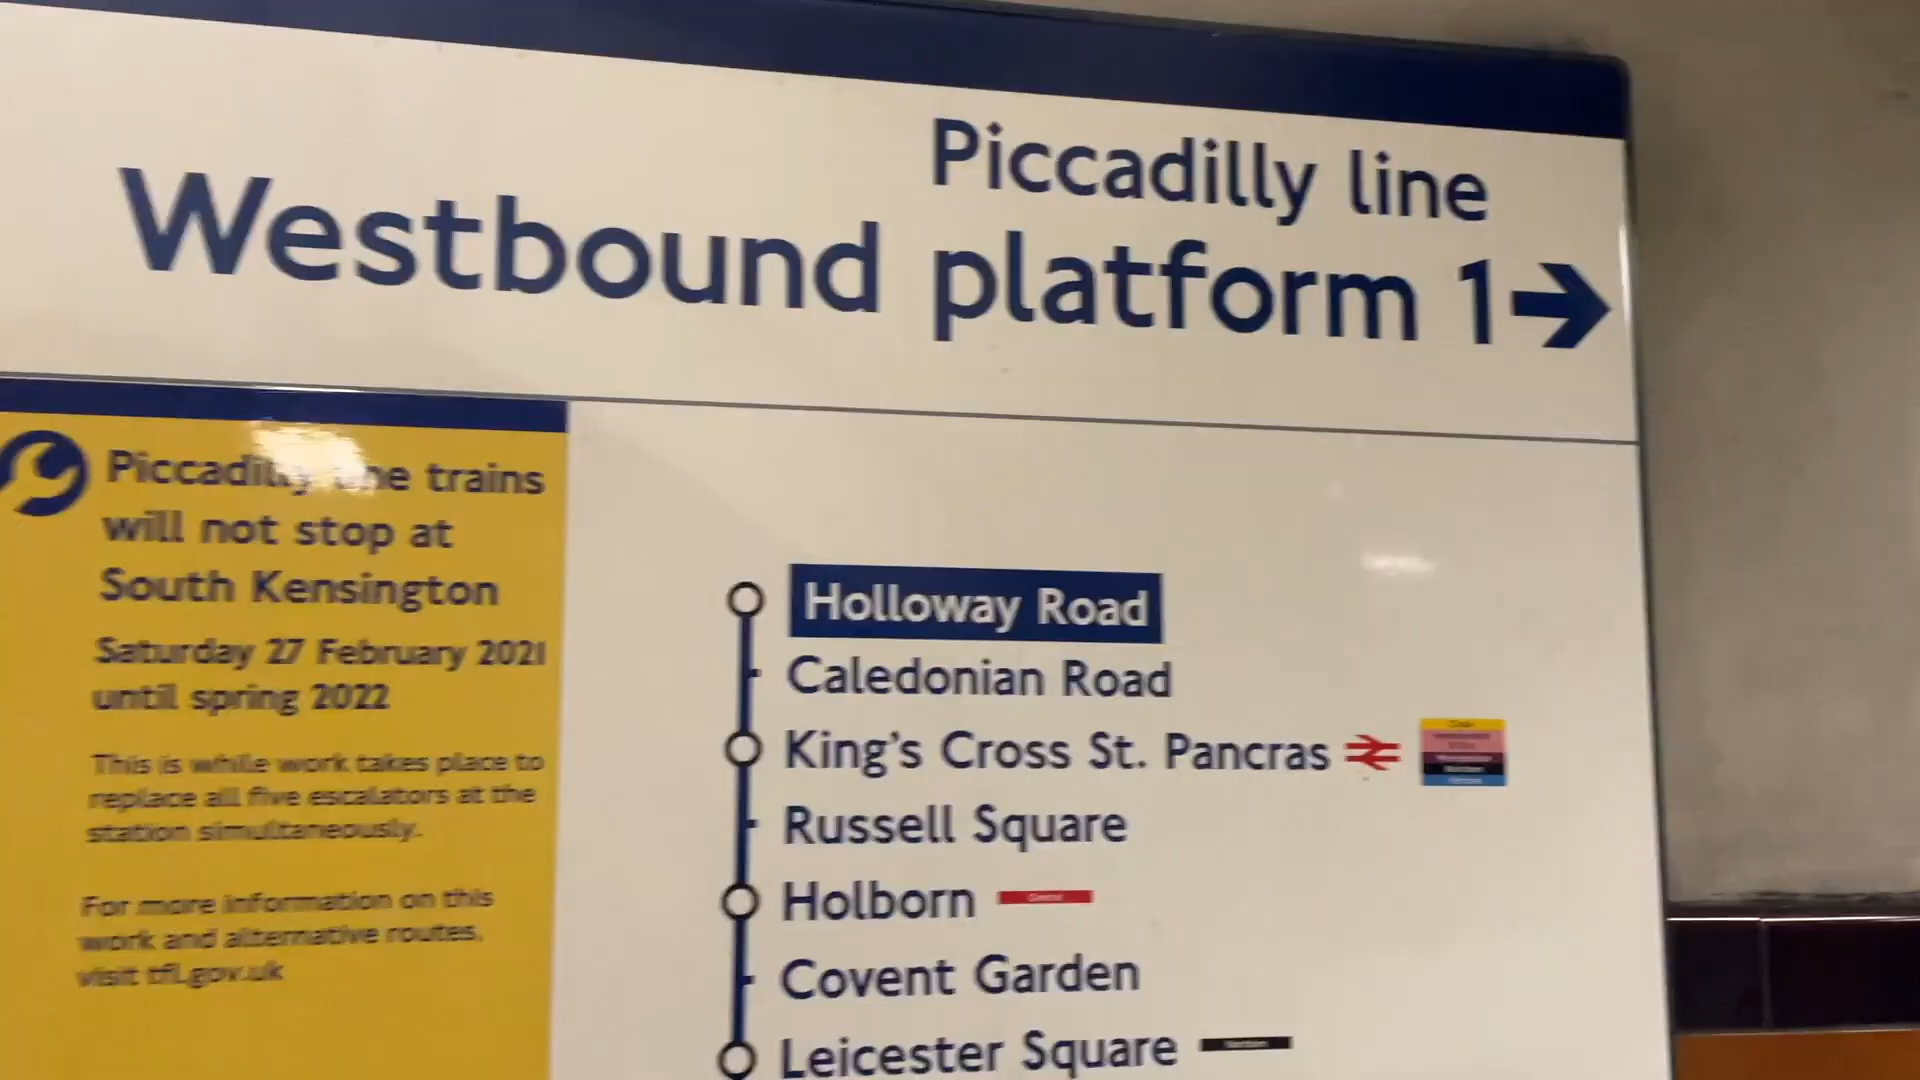 Piccadilly line
Westbound platform 1
Piccadilly line trains
will not stop at
South Kensington
Saturday 27 February 2021
until spring 2022
This is while work takes place to
replace all five escalators at the
station simultaneously.
For more information on this
work and alternative routes,
visit tfl.gov.uk
Holloway Road
Caledonian Road
King's Cross St. Pancras
Russell Square
Holborn
Covent Garden
Leicester Square